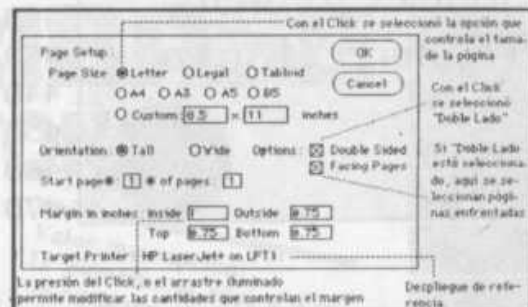 Con el Click se seleccionó la opción que
controla el tama-
de la página
Page Setup :
OK
Page Size: Letter Legal Tabloid
Cancel
A4 A3 A5 B5
Custom: 8.5 x 11 inches
Con el Click
se seleccionó
"Doble Lado"
Orientation: Tall Wide Options: Double Sided
Facing Pages
Si "Doble Lado
está selecciona-
do, aquí se se-
leccionan pági-
nas enfrentadas
Start page #: 1 # of pages: 1
Margin in inches: Inside 1 Outside 0.75
Top 0.75 Bottom 0.75
Target Printer: HP LaserJet+ on LPT1:
La presión del Click, o el arrastre iluminado
permite modificar las cantidades que controlan el margen
Despliegue de refe-
rencia